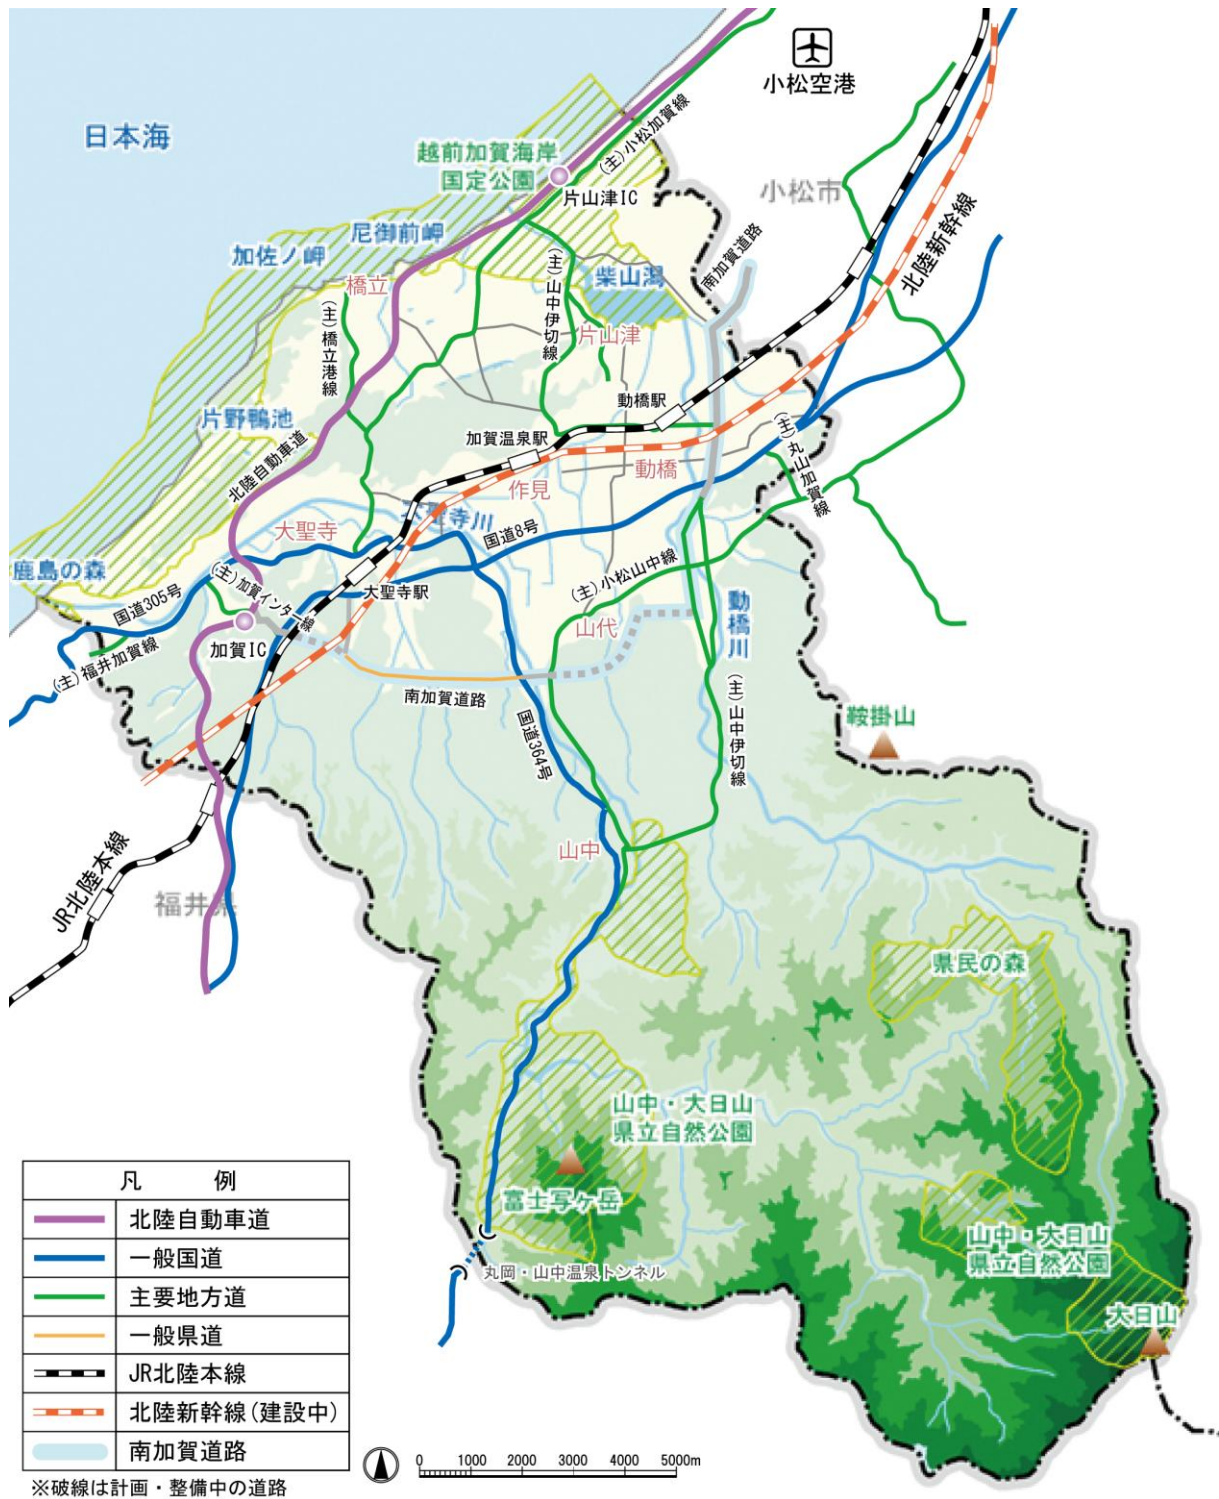 小松空港
日本海
(主)小松加賀線
越前加賀海岸
国定公園
片山津IC
小松市
南加賀道路
北陸新幹線
尼御前岬
加佐ノ岬
柴山潟
橋立
(主)橋立港線
(主)山中伊切線
片山津
動橋駅
片野鴨池
北陸自動車道
加賀温泉駅
動橋
作見
(主)丸山加賀線
大聖寺
大聖寺川
国道8号
鹿島の森
国道305号
(主)加賀インター線
大聖寺駅
(主)小松山中線
動橋川
山代
加賀IC
(主)福井加賀線
南加賀道路
国道364号
(主)山中伊切線
鞍掛山
JR北陸本線
山中
福井県
県民の森
山中・大日山
県立自然公園
富士写ヶ岳
山中・大日山
県立自然公園
丸岡・山中温泉トンネル
大日山
凡 例
北陸自動車道
一般国道
主要地方道
一般県道
JR北陸本線
北陸新幹線(建設中)
南加賀道路
※破線は計画・整備中の道路
0 1000 2000 3000 4000 5000m